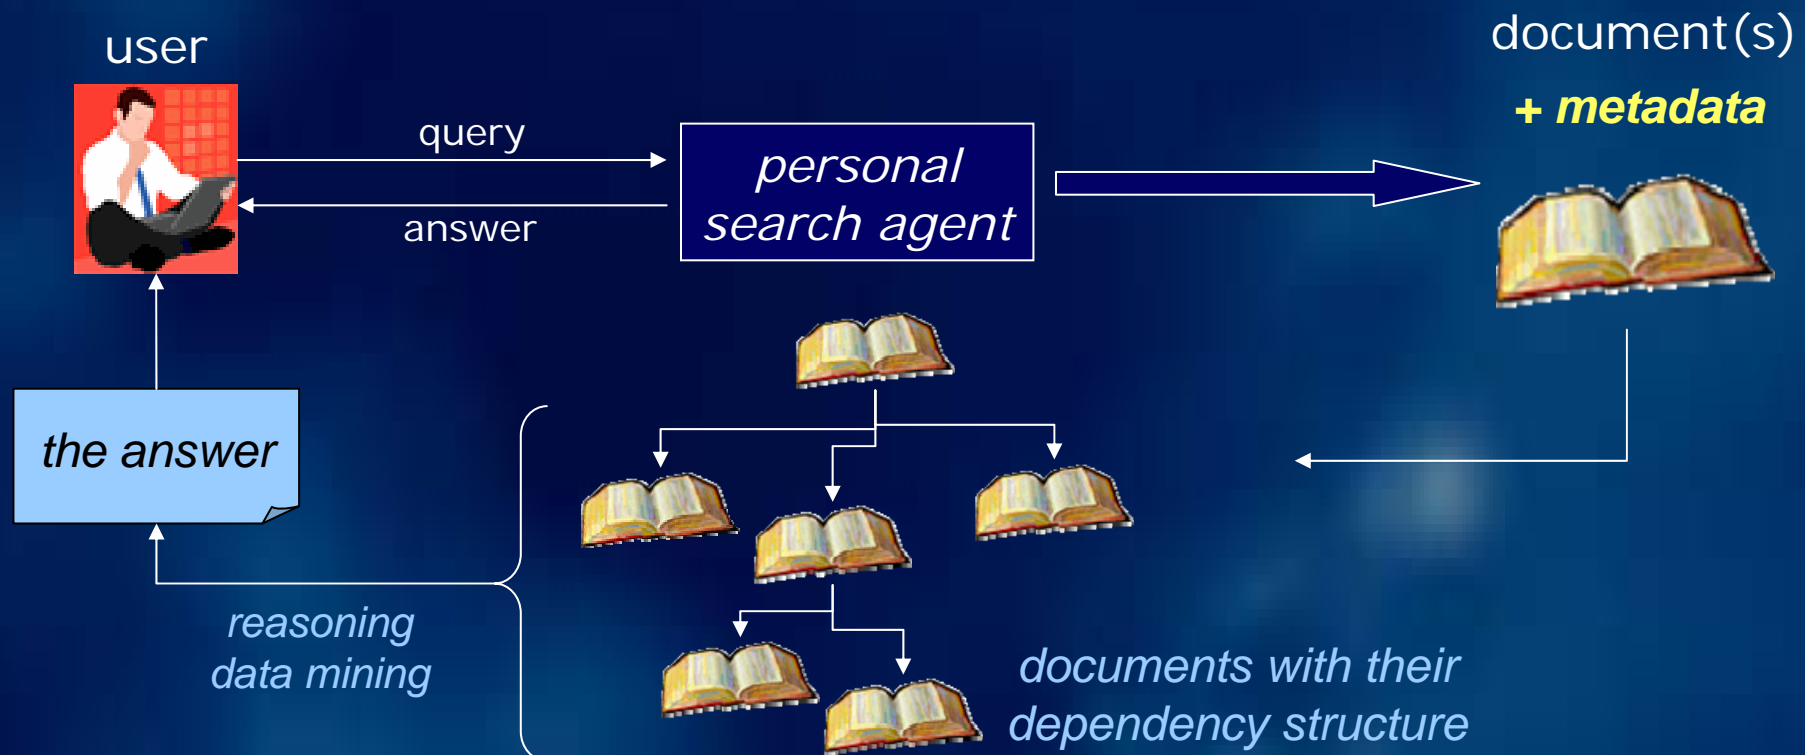 user
document(s)
+ metadata
query
answer
personal
search agent
the answer
reasoning
data mining
documents with their
dependency structure